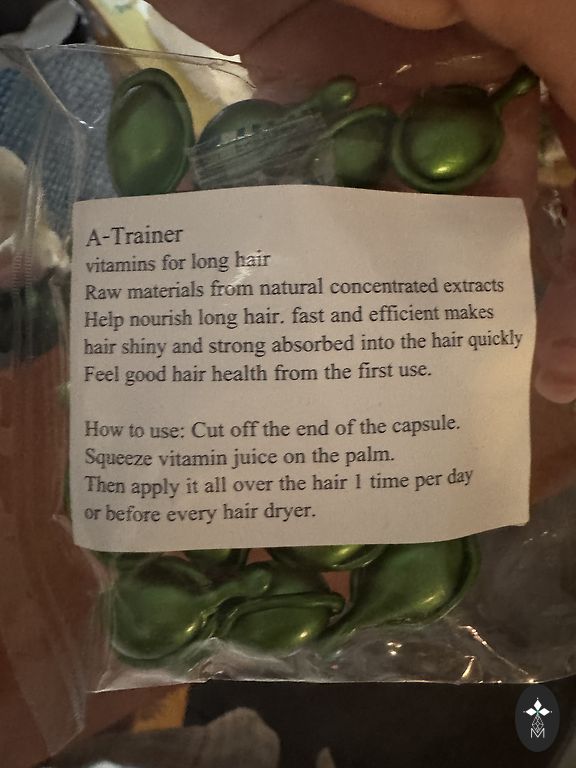 A-Trainer
vitamins for long hair
Raw materials from natural concentrated extracts
Help nourish long hair. fast and efficient makes
hair shiny and strong absorbed into the hair quickly
Feel good hair health from the first use.
How to use: Cut off the end of the capsule.
Squeeze vitamin juice on the palm.
Then apply it all over the hair 1 time per day
or before every hair dryer.